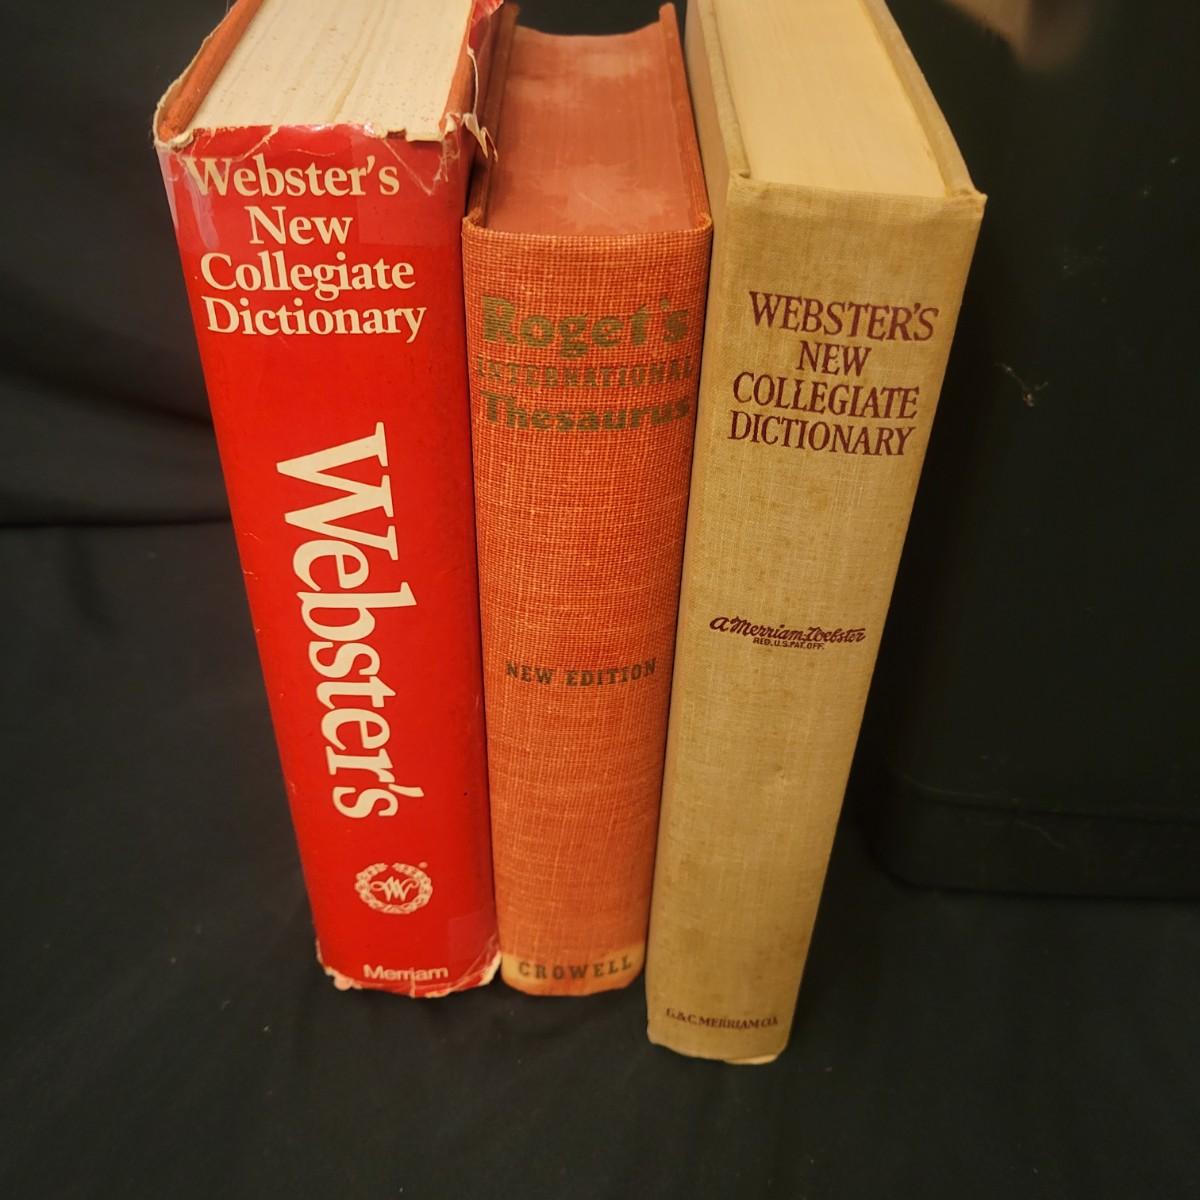 Webster's
New
Collegiate
Dictionary
Webster's
W
®
Merriam
Roget's
INTERNATIONAL
Thesaurus
NEW EDITION
CROWELL
WEBSTER'S
NEW
COLLEGIATE
DICTIONARY
a Merriam-Webster
REG. U.S. PAT. OFF.
G. & C. MERRIAM CO.